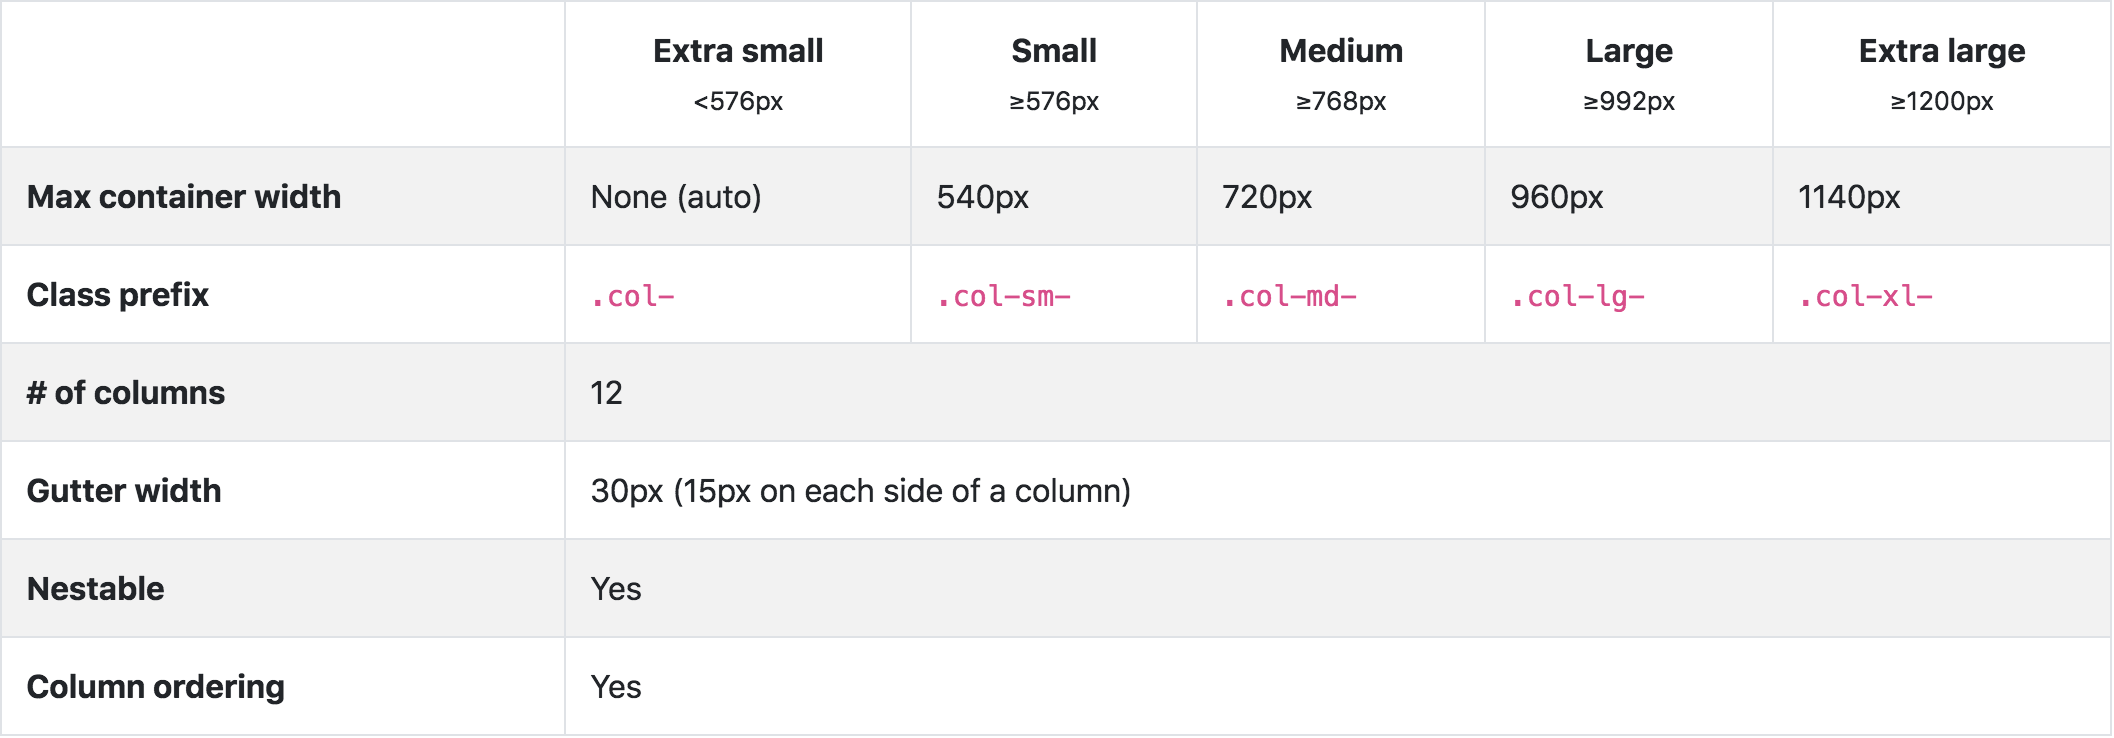 Extra small Small Medium Large Extra large
<576px ≥576px ≥768px ≥992px ≥1200px
Max container width None (auto) 540px 720px 960px 1140px
Class prefix .col- .col-sm- .col-md- .col-lg- .col-xl-
# of columns 12
Gutter width 30px (15px on each side of a column)
Nestable Yes
Column ordering Yes